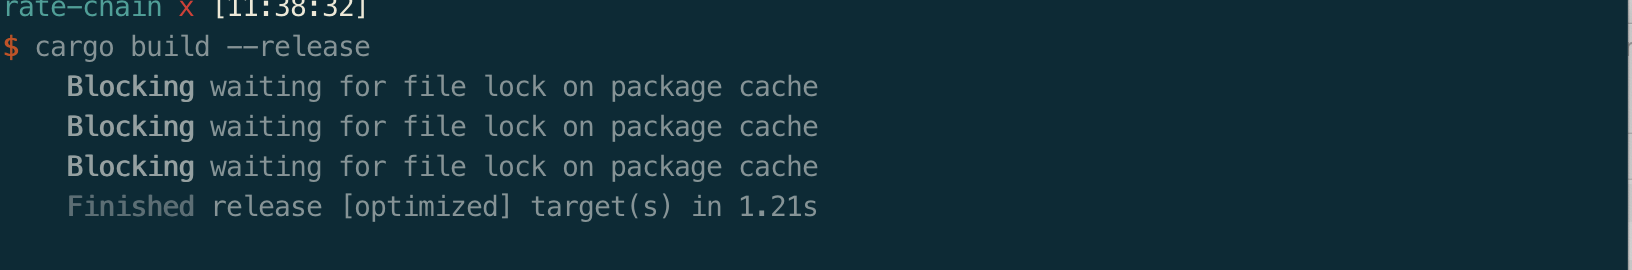 rate-chain x [11:38:32]
$ cargo build --release
Blocking waiting for file lock on package cache
Blocking waiting for file lock on package cache
Blocking waiting for file lock on package cache
Finished release [optimized] target(s) in 1.21s